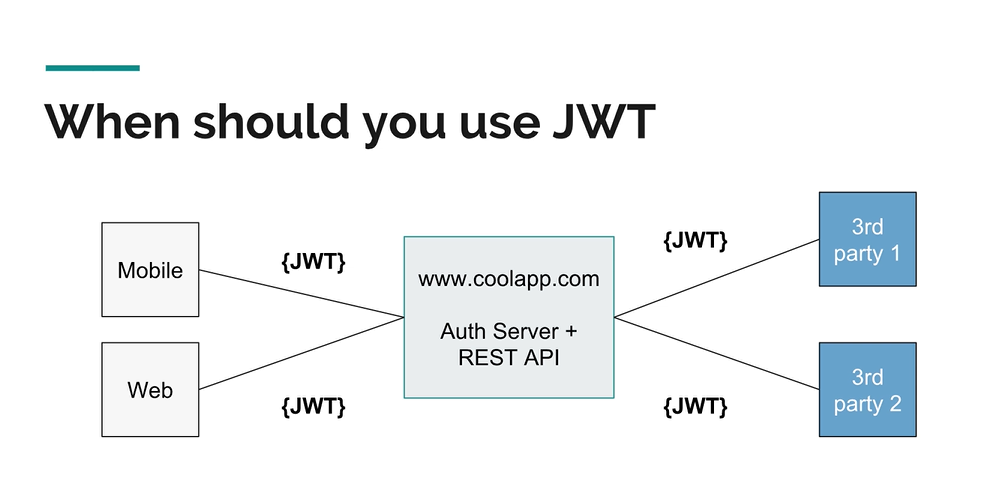 When should you use JWT
Mobile
{JWT}
Web
{JWT}
www.coolapp.com
Auth Server +
REST API
{JWT}
3rd
party 1
{JWT}
3rd
party 2